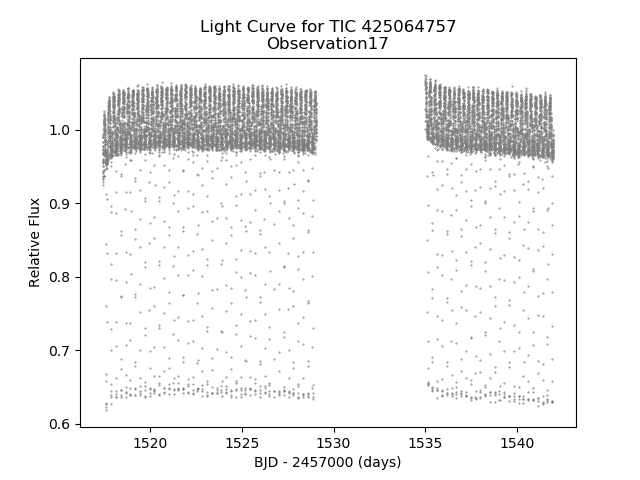 Light Curve for TIC 425064757
Observation17
1.0
0.9
0.8
0.7
0.6
Relative Flux
1520
1525
1530
1535
1540
BJD - 2457000 (days)